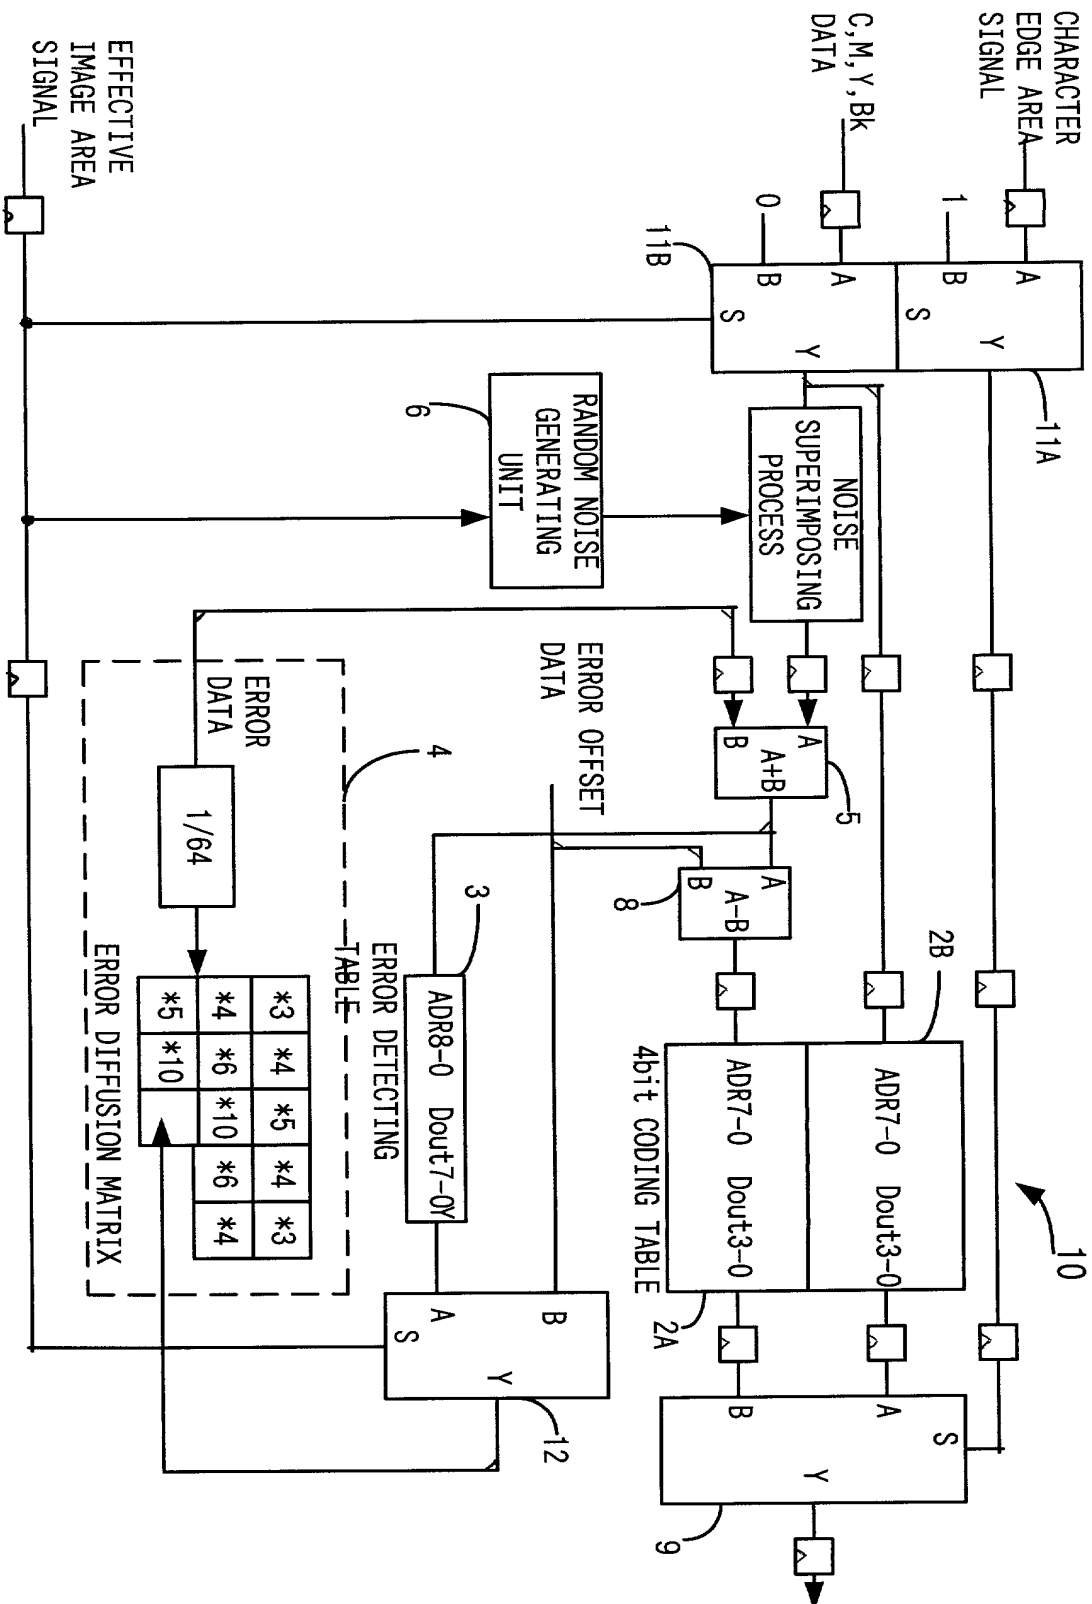 CHARACTER
EDGE AREA
SIGNAL
C,M,Y,Bk
DATA
EFFECTIVE
IMAGE AREA
SIGNAL
1
0
A
B
S
Y
11A
A
B
S
Y
11B
NOISE
SUPERIMPOSING
PROCESS
RANDOM NOISE
GENERATING
UNIT
6
A
B
A+B
5
A
B
A-B
8
ERROR OFFSET
DATA
10
2B
ADR7-0 Dout3-0
ADR7-0 Dout3-0
2A
4bit CODING TABLE
3
ADR8-0 Dout7-0Y
ERROR DETECTING
TABLE
4
ERROR
DATA
1/64
*3 *4 *5 *4 *3
*4 *6 *10 *6 *4
*5 *10
ERROR DIFFUSION MATRIX
B
A
S
Y
12
S
A
B
Y
9